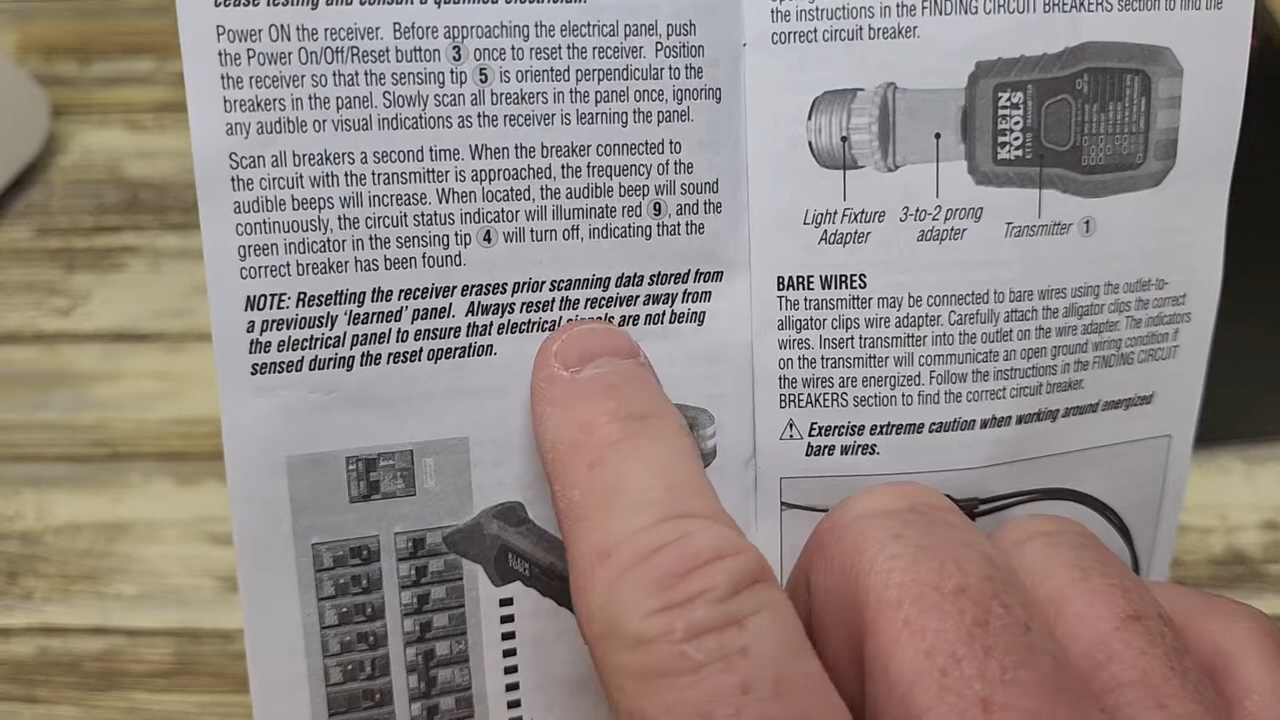 cease testing and consult a qualified electrician.
Power ON the receiver. Before approaching the electrical panel, push
the Power On/Off/Reset button 3 once to reset the receiver. Position
the receiver so that the sensing tip 5 is oriented perpendicular to the
breakers in the panel. Slowly scan all breakers in the panel once, ignoring
any audible or visual indications as the receiver is learning the panel.
Scan all breakers a second time. When the breaker connected to
the circuit with the transmitter is approached, the frequency of the
audible beeps will increase. When located, the audible beep will sound
continuously, the circuit status indicator will illuminate red 9, and the
green indicator in the sensing tip 4 will turn off, indicating that the
correct breaker has been found.
NOTE: Resetting the receiver erases prior scanning data stored from
a previously ‘learned’ panel. Always reset the receiver away from
the electrical panel to ensure that electrical signals are not being
sensed during the reset operation.
KLEIN
TOOLS
the instructions in the FINDING CIRCUIT BREAKERS section to find the
correct circuit breaker.
KLEIN
TOOLS
ET310 TRANSMITTER
Light Fixture
Adapter
3-to-2 prong
adapter
Transmitter 1
BARE WIRES
The transmitter may be connected to bare wires using the outlet-to-
alligator clips wire adapter. Carefully attach the alligator clips the correct
wires. Insert transmitter into the outlet on the wire adapter. The indicators
on the transmitter will communicate an open ground wiring condition if
the wires are energized. Follow the instructions in the FINDING CIRCUIT
BREAKERS section to find the correct circuit breaker.
Exercise extreme caution when working around energized
bare wires.